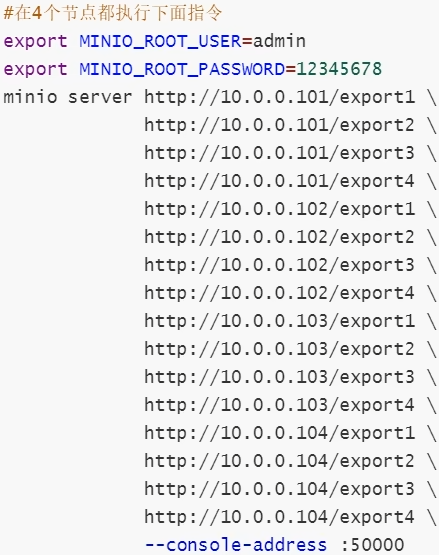 #在4个节点都执行下面指令
export MINIO_ROOT_USER=admin
export MINIO_ROOT_PASSWORD=12345678
minio server http://10.0.0.101/export1 \
http://10.0.0.101/export2 \
http://10.0.0.101/export3 \
http://10.0.0.101/export4 \
http://10.0.0.102/export1 \
http://10.0.0.102/export2 \
http://10.0.0.102/export3 \
http://10.0.0.102/export4 \
http://10.0.0.103/export1 \
http://10.0.0.103/export2 \
http://10.0.0.103/export3 \
http://10.0.0.103/export4 \
http://10.0.0.104/export1 \
http://10.0.0.104/export2 \
http://10.0.0.104/export3 \
http://10.0.0.104/export4 \
--console-address :50000